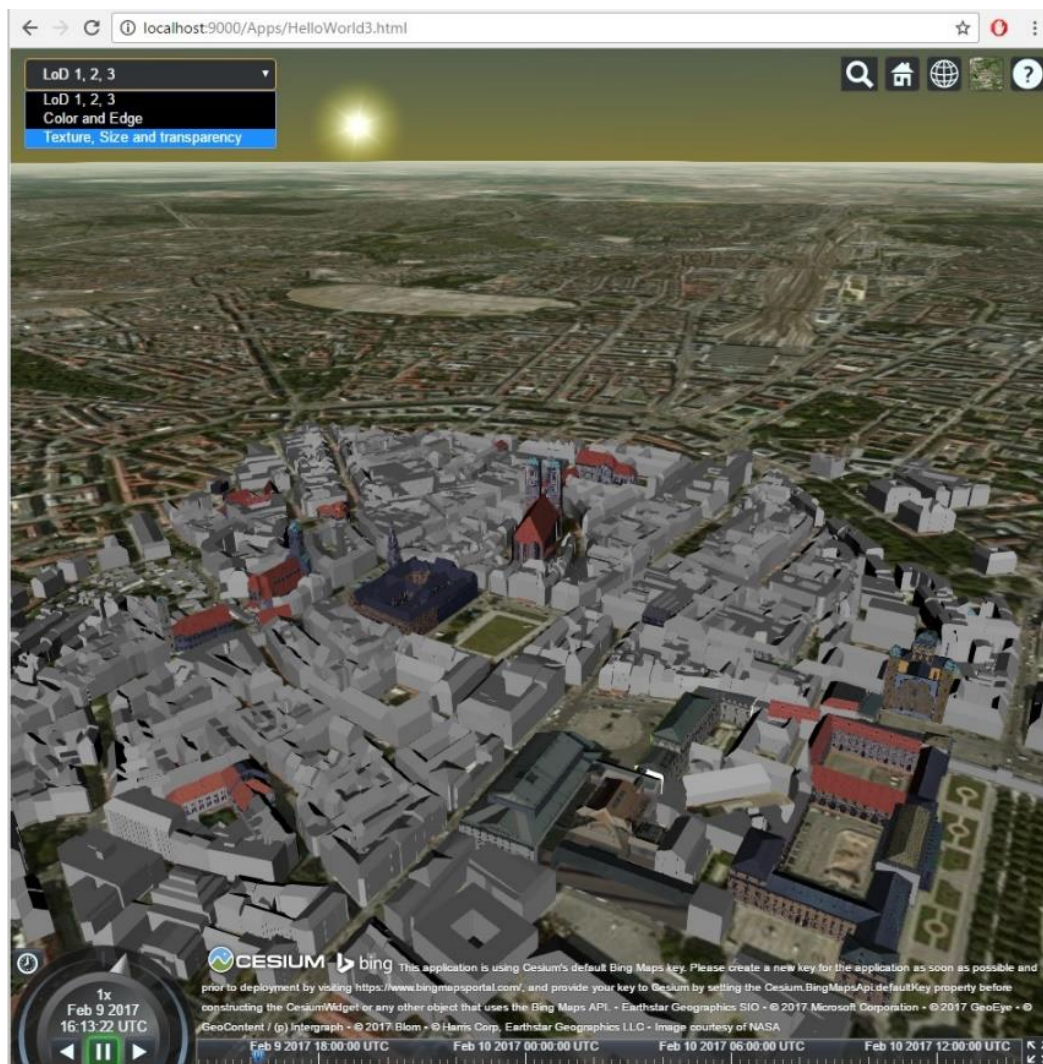 localhost:9000/Apps/HelloWorld3.html
LoD 1, 2, 3
LoD 1, 2, 3
Color and Edge
Texture, Size and transparency
?
CESIUM bing This application is using Cesium's default Bing Maps key. Please create a new key for the application as soon as possible and
prior to deployment by visiting https://www.bingmapsportal.com/, and provide your key to Cesium by setting the Cesium.BingMapsApi.defaultKey property before
constructing the CesiumWidget or any other object that uses the Bing Maps API. - Earthstar Geographics SIO - © 2017 Microsoft Corporation - © 2017 GeoEye - ©
GeoContent / (p) Intergraph - © 2017 Blom - © Harris Corp, Earthstar Geographics LLC - Image courtesy of NASA
1x
Feb 9 2017
16:13:22 UTC
Feb 9 2017 18:00:00 UTC Feb 10 2017 00:00:00 UTC Feb 10 2017 06:00:00 UTC Feb 10 2017 12:00:00 UTC